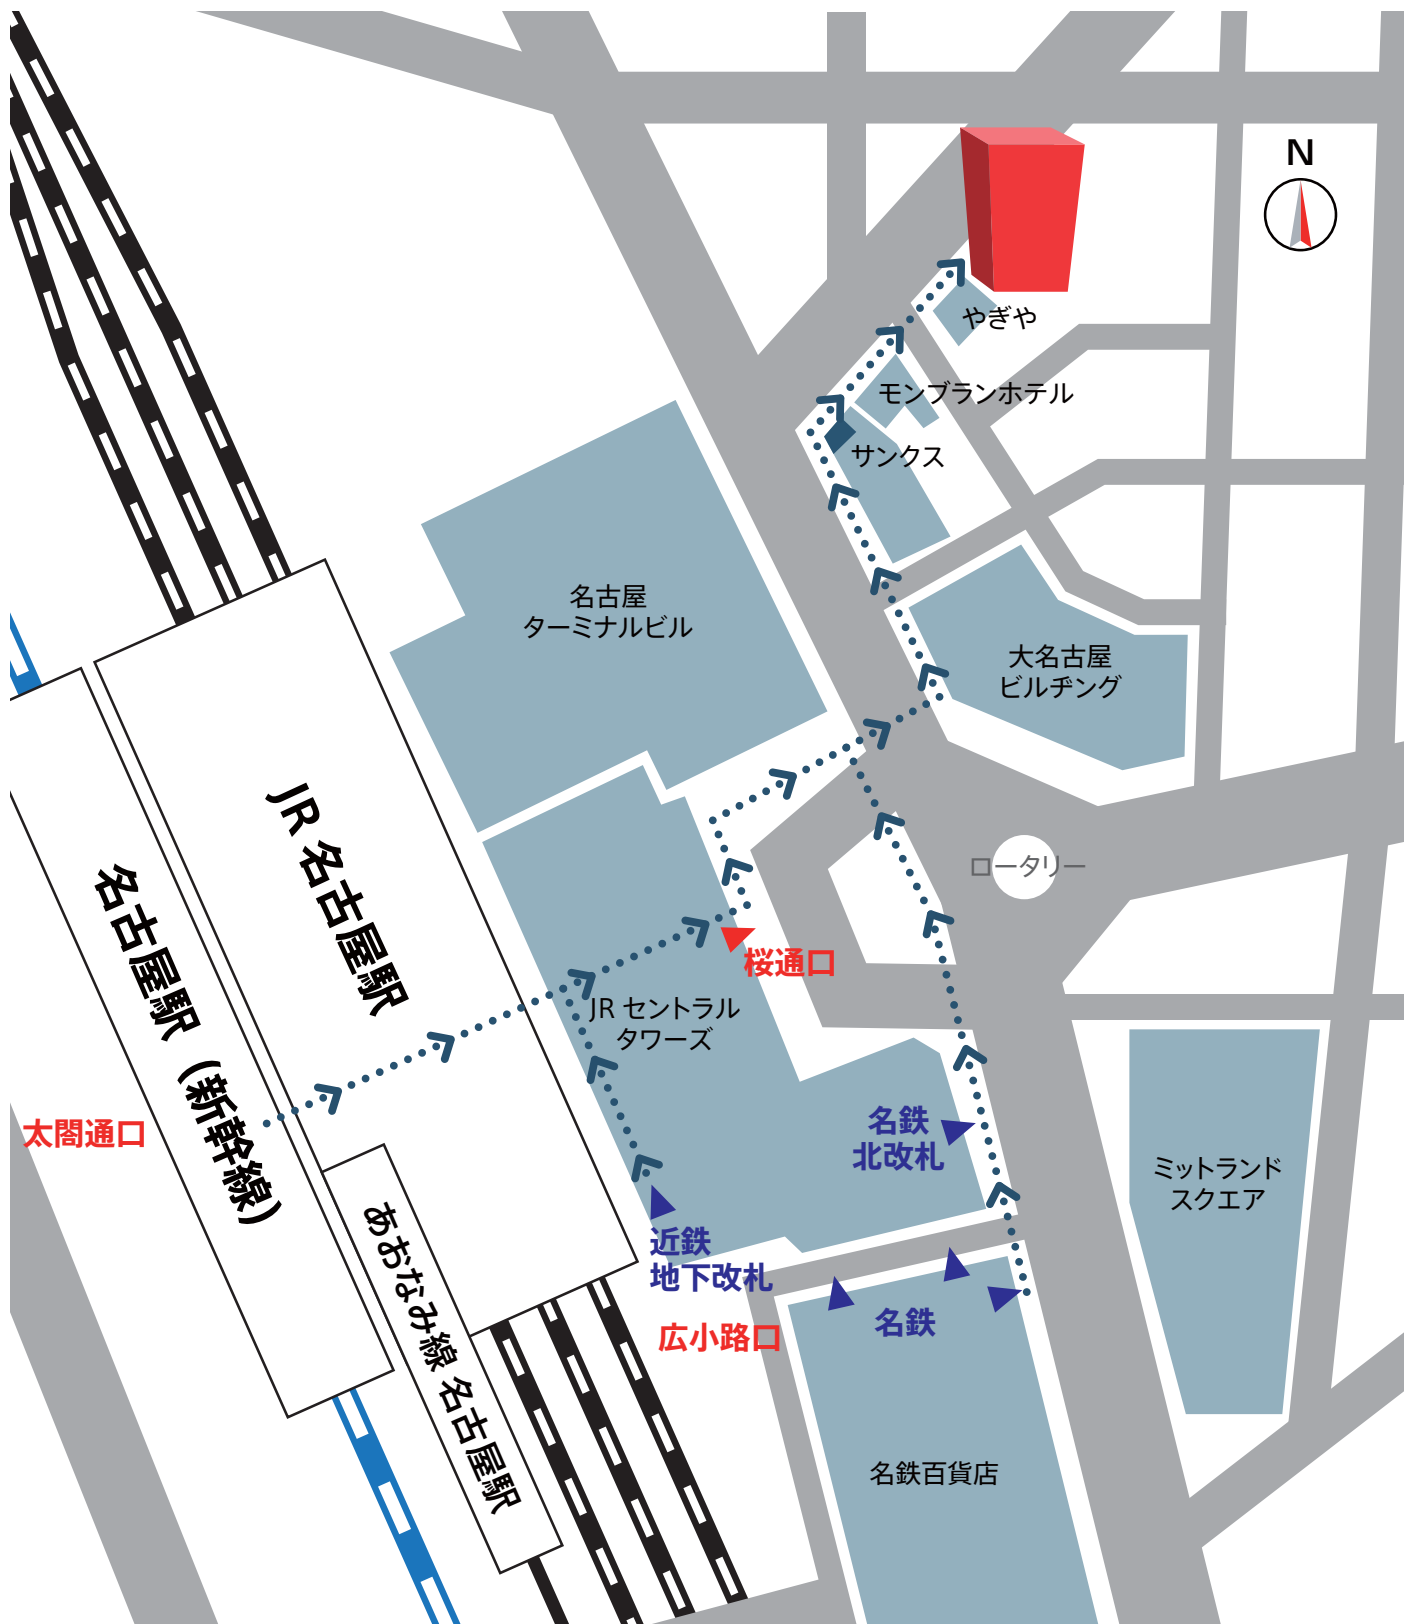 N
やぎや
モンブランホテル
サンクス
名古屋
ターミナルビル
大名古屋
ビルヂング
JR 名古屋駅
ロータリー
名古屋駅（新幹線）
桜通口
JR セントラル
タワーズ
太閤通口
名鉄
北改札
ミットランド
スクエア
あおなみ線 名古屋駅
近鉄
地下改札
名鉄
広小路口
名鉄百貨店